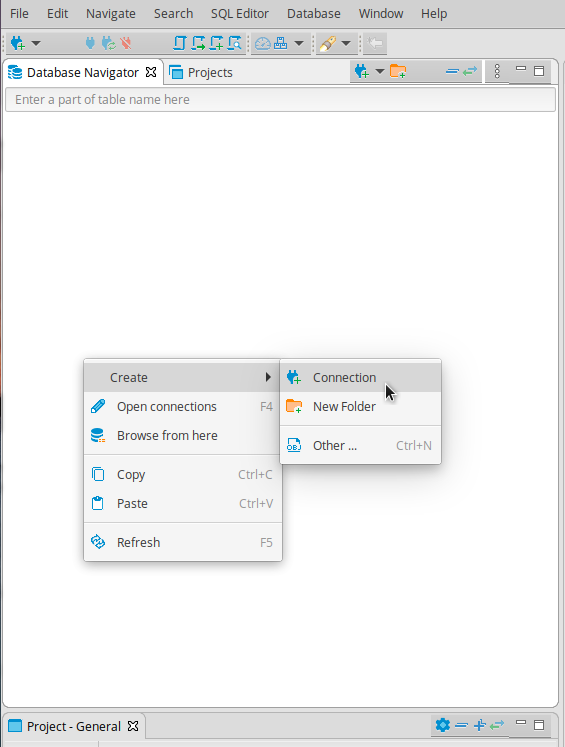 File Edit Navigate Search SQL Editor Database Window Help
Database Navigator Projects
Enter a part of table name here
Create Connection
Open connections F4 New Folder
Browse from here Other ... Ctrl+N
Copy Ctrl+C
Paste Ctrl+V
Refresh F5
Project - General